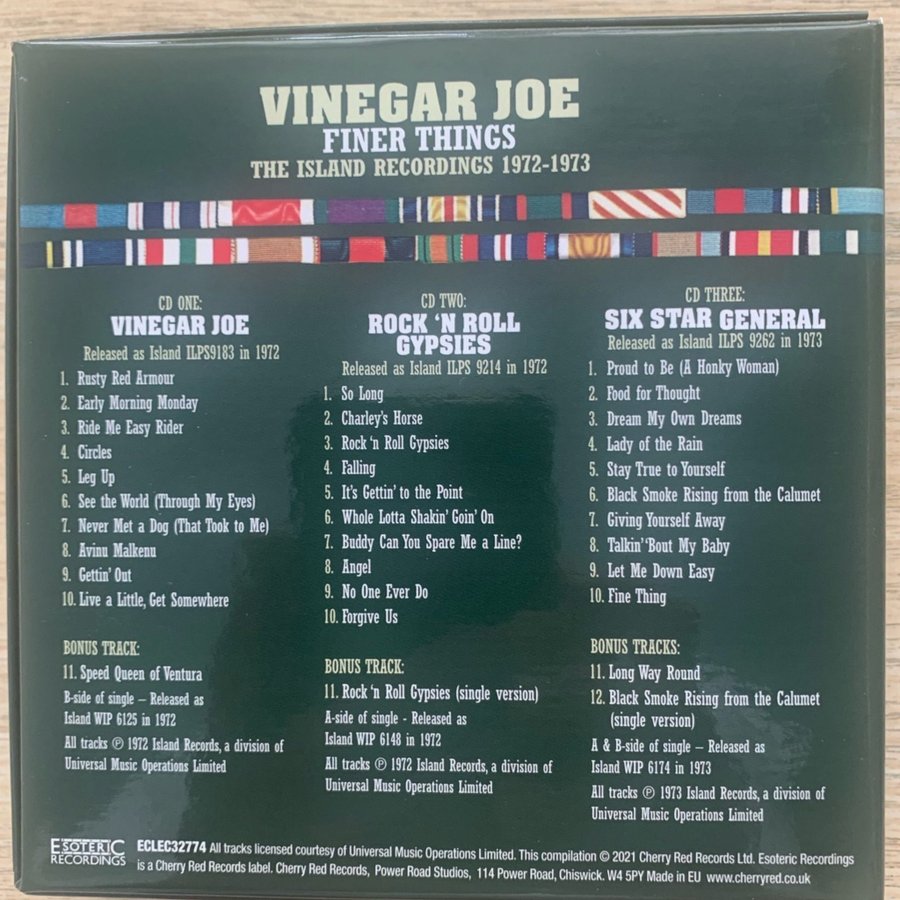 VINEGAR JOE
FINER THINGS
THE ISLAND RECORDINGS 1972-1973
CD ONE:
VINEGAR JOE
Released as Island ILPS9183 in 1972
1. Rusty Red Armour
2. Early Morning Monday
3. Ride Me Easy Rider
4. Circles
5. Leg Up
6. See the World (Through My Eyes)
7. Never Met a Dog (That Took to Me)
8. Avinu Malkenu
9. Gettin' Out
10. Live a Little, Get Somewhere
BONUS TRACK:
11. Speed Queen of Ventura
B-side of single – Released as
Island WIP 6125 in 1972
All tracks ℗ 1972 Island Records, a division of
Universal Music Operations Limited
CD TWO:
ROCK 'N ROLL
GYPSIES
Released as Island ILPS 9214 in 1972
1. So Long
2. Charley's Horse
3. Rock 'n Roll Gypsies
4. Falling
5. It's Gettin' to the Point
6. Whole Lotta Shakin' Goin' On
7. Buddy Can You Spare Me a Line?
8. Angel
9. No One Ever Do
10. Forgive Us
BONUS TRACK:
11. Rock 'n Roll Gypsies (single version)
A-side of single - Released as
Island WIP 6148 in 1972
All tracks ℗ 1972 Island Records, a division of
Universal Music Operations Limited
CD THREE:
SIX STAR GENERAL
Released as Island ILPS 9262 in 1973
1. Proud to Be (A Honky Woman)
2. Food for Thought
3. Dream My Own Dreams
4. Lady of the Rain
5. Stay True to Yourself
6. Black Smoke Rising from the Calumet
7. Giving Yourself Away
8. Talkin' 'Bout My Baby
9. Let Me Down Easy
10. Fine Thing
BONUS TRACKS:
11. Long Way Round
12. Black Smoke Rising from the Calumet
(single version)
A & B-side of single – Released as
Island WIP 6174 in 1973
All tracks ℗ 1973 Island Records, a division of
Universal Music Operations Limited
ESOTERIC
RECORDINGS
ECLEC32774 All tracks licensed courtesy of Universal Music Operations Limited. This compilation © 2021 Cherry Red Records Ltd. Esoteric Recordings
is a Cherry Red Records label. Cherry Red Records, Power Road Studios, 114 Power Road, Chiswick. W4 5PY Made in EU www.cherryred.co.uk